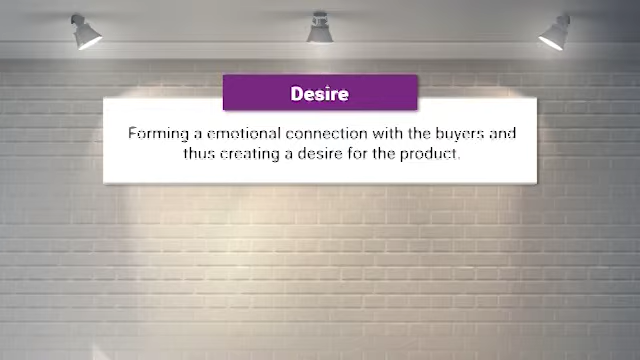 Desire
Forming a emotional connection with the buyers and
thus creating a desire for the product.